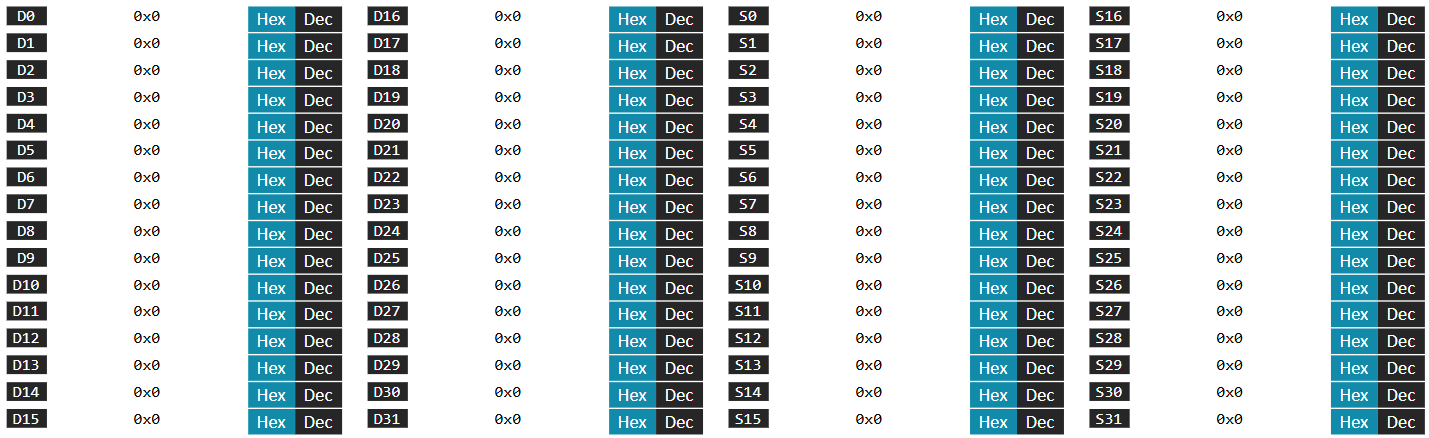 D0 0x0 Hex Dec D16 0x0 Hex Dec S0 0x0 Hex Dec S16 0x0 Hex Dec
D1 0x0 Hex Dec D17 0x0 Hex Dec S1 0x0 Hex Dec S17 0x0 Hex Dec
D2 0x0 Hex Dec D18 0x0 Hex Dec S2 0x0 Hex Dec S18 0x0 Hex Dec
D3 0x0 Hex Dec D19 0x0 Hex Dec S3 0x0 Hex Dec S19 0x0 Hex Dec
D4 0x0 Hex Dec D20 0x0 Hex Dec S4 0x0 Hex Dec S20 0x0 Hex Dec
D5 0x0 Hex Dec D21 0x0 Hex Dec S5 0x0 Hex Dec S21 0x0 Hex Dec
D6 0x0 Hex Dec D22 0x0 Hex Dec S6 0x0 Hex Dec S22 0x0 Hex Dec
D7 0x0 Hex Dec D23 0x0 Hex Dec S7 0x0 Hex Dec S23 0x0 Hex Dec
D8 0x0 Hex Dec D24 0x0 Hex Dec S8 0x0 Hex Dec S24 0x0 Hex Dec
D9 0x0 Hex Dec D25 0x0 Hex Dec S9 0x0 Hex Dec S25 0x0 Hex Dec
D10 0x0 Hex Dec D26 0x0 Hex Dec S10 0x0 Hex Dec S26 0x0 Hex Dec
D11 0x0 Hex Dec D27 0x0 Hex Dec S11 0x0 Hex Dec S27 0x0 Hex Dec
D12 0x0 Hex Dec D28 0x0 Hex Dec S12 0x0 Hex Dec S28 0x0 Hex Dec
D13 0x0 Hex Dec D29 0x0 Hex Dec S13 0x0 Hex Dec S29 0x0 Hex Dec
D14 0x0 Hex Dec D30 0x0 Hex Dec S14 0x0 Hex Dec S30 0x0 Hex Dec
D15 0x0 Hex Dec D31 0x0 Hex Dec S15 0x0 Hex Dec S31 0x0 Hex Dec